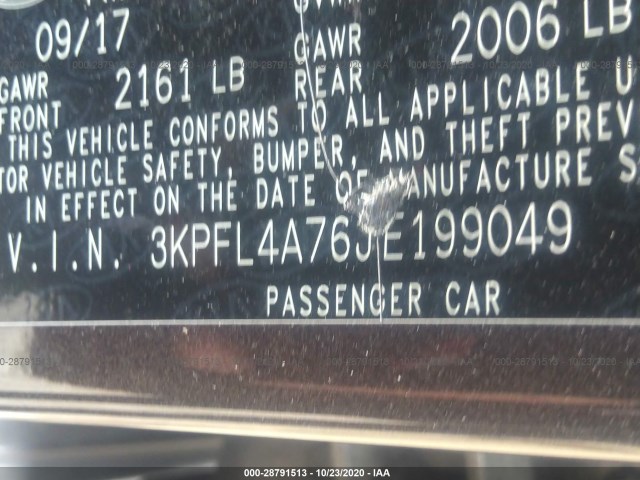 09/17 GAWR 2006 LB
GAWR FRONT 2161 LB REAR
THIS VEHICLE CONFORMS TO ALL APPLICABLE U
TOR VEHICLE SAFETY, BUMPER, AND THEFT PREV
IN EFFECT ON THE DATE OF MANUFACTURE S
V.I.N. 3KPFL4A76JE199049
PASSENGER CAR
000-28791513 - 10/23/2020 - IAA